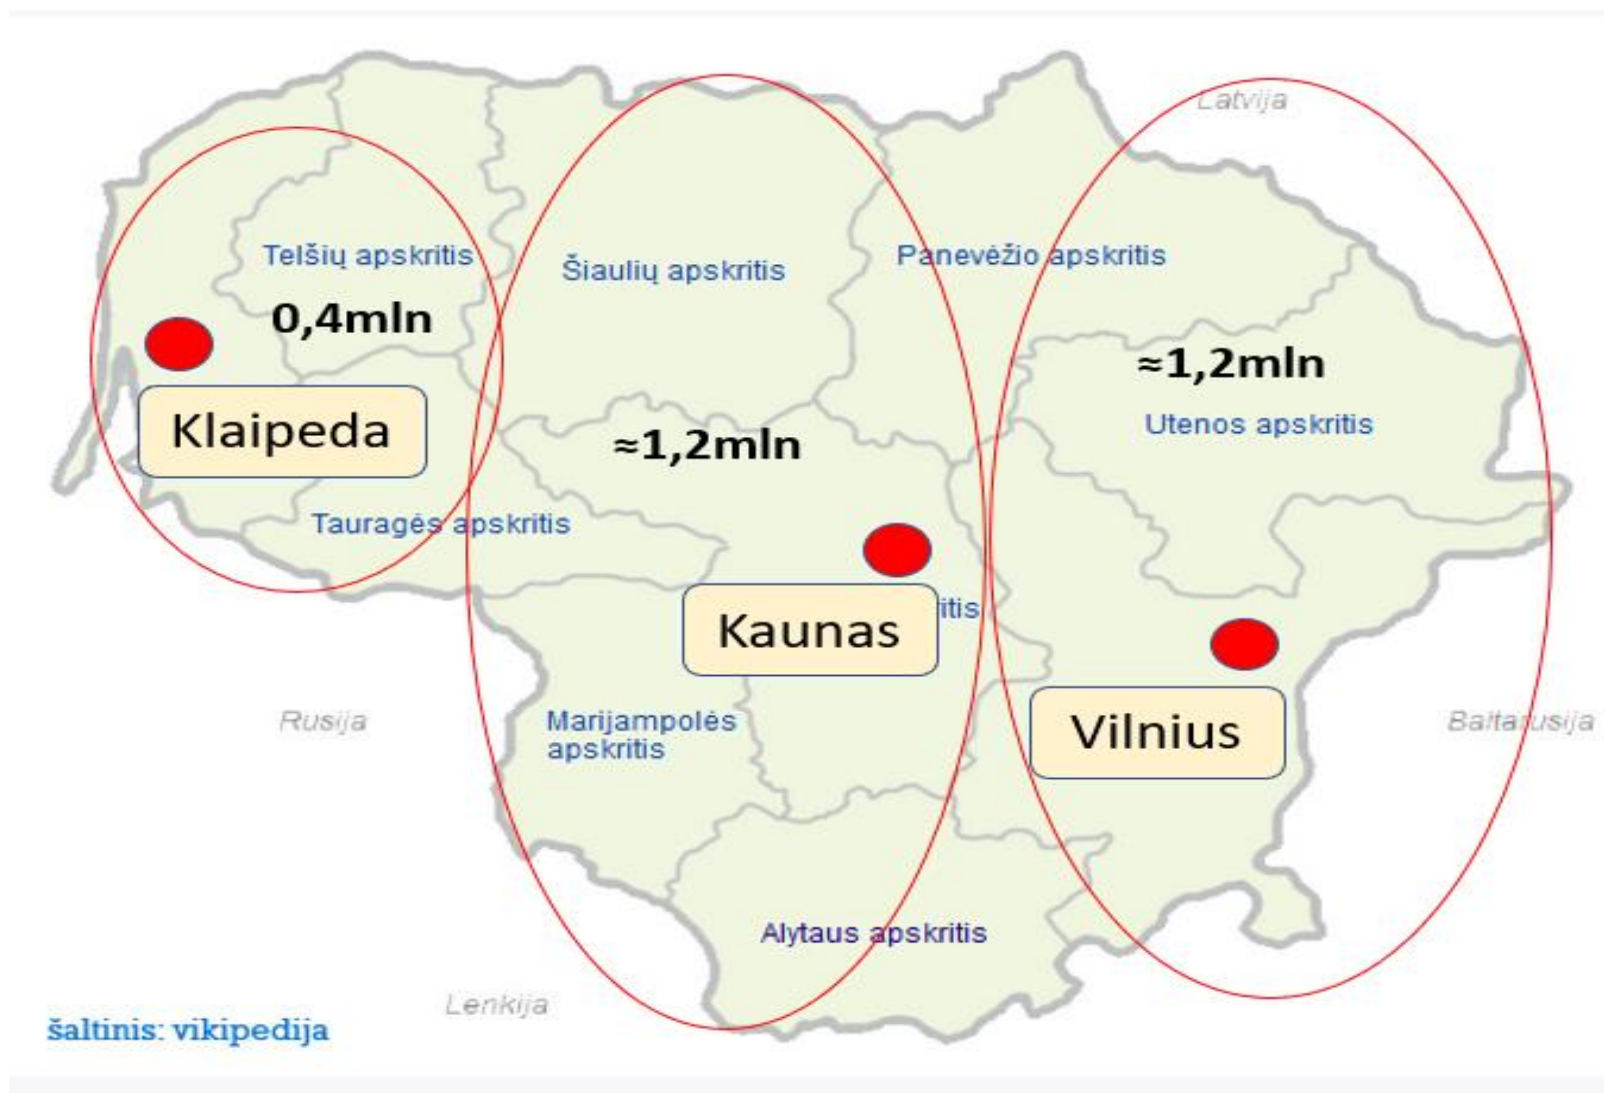 Latvija
Telšių apskritis
Šiaulių apskritis
Panevėžio apskritis
0,4mln
≈1,2mln
Utenos apskritis
Klaipeda
≈1,2mln
Tauragės apskritis
itis
Kaunas
Vilnius
Rusija
Marijampolės
apskritis
Baltarusija
Alytaus apskritis
Lenkija
šaltinis: vikipedija